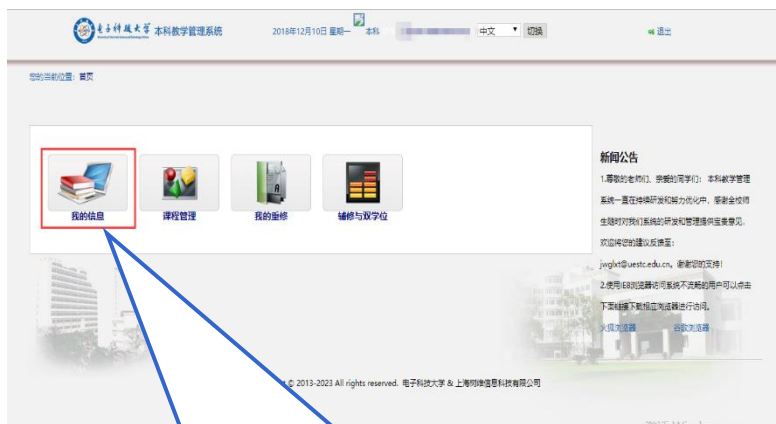 电子科技大学 本科教学管理系统
2018年12月10日 星期一
本科
中文
切换
退出
您的当前位置: 首页
我的信息
课程管理
我的重修
辅修与双学位
新闻公告
1.尊敬的老师们、亲爱的同学们: 本科教学管理
系统一直在持续研发和努力优化中, 感谢全校师
生随时对我们系统的研发和管理提供宝贵意见,
欢迎将您的建议反馈至:
jwglxt@uestc.edu.cn, 谢谢您的支持!
2.使用IE8浏览器访问系统不流畅的用户可以点击
下面链接下载相应浏览器进行访问。
火狐浏览器 谷歌浏览器
© 2013-2023 All rights reserved. 电子科技大学 & 上海树维信息科技有限公司